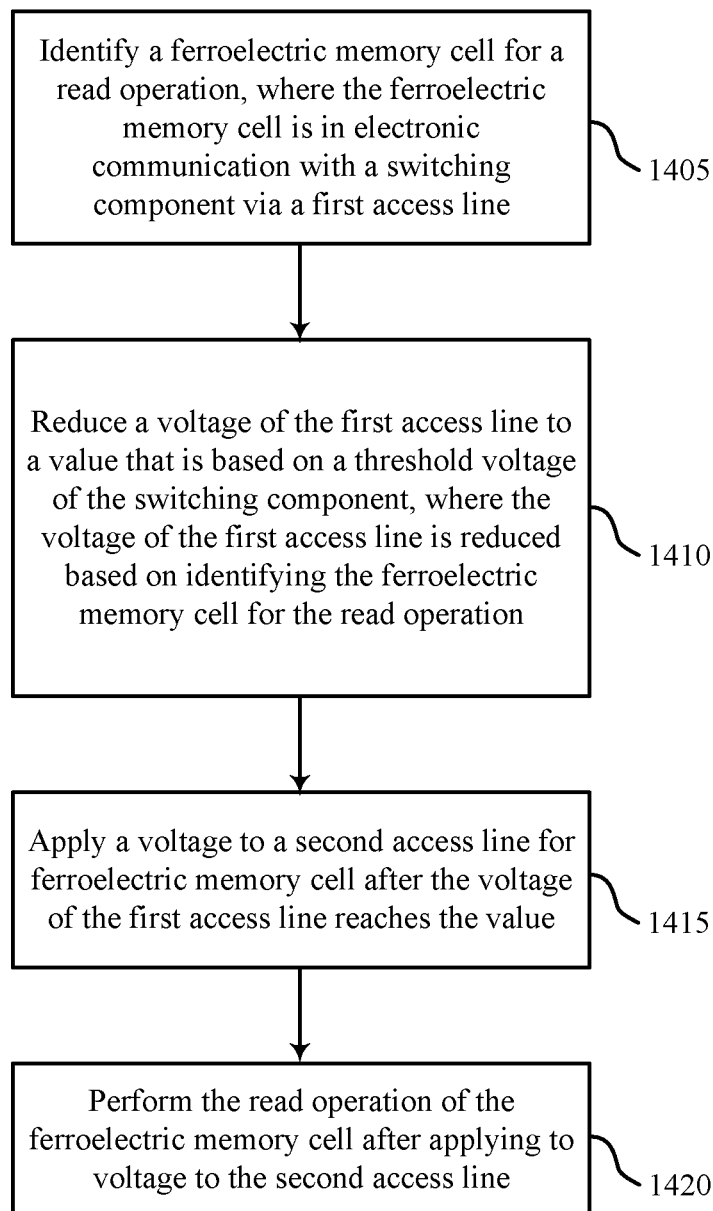 Identify a ferroelectric memory cell for a
read operation, where the ferroelectric
memory cell is in electronic
communication with a switching
component via a first access line
1405
Reduce a voltage of the first access line to
a value that is based on a threshold voltage
of the switching component, where the
voltage of the first access line is reduced
based on identifying the ferroelectric
memory cell for the read operation
1410
Apply a voltage to a second access line for
ferroelectric memory cell after the voltage
of the first access line reaches the value
1415
Perform the read operation of the
ferroelectric memory cell after applying to
voltage to the second access line
1420